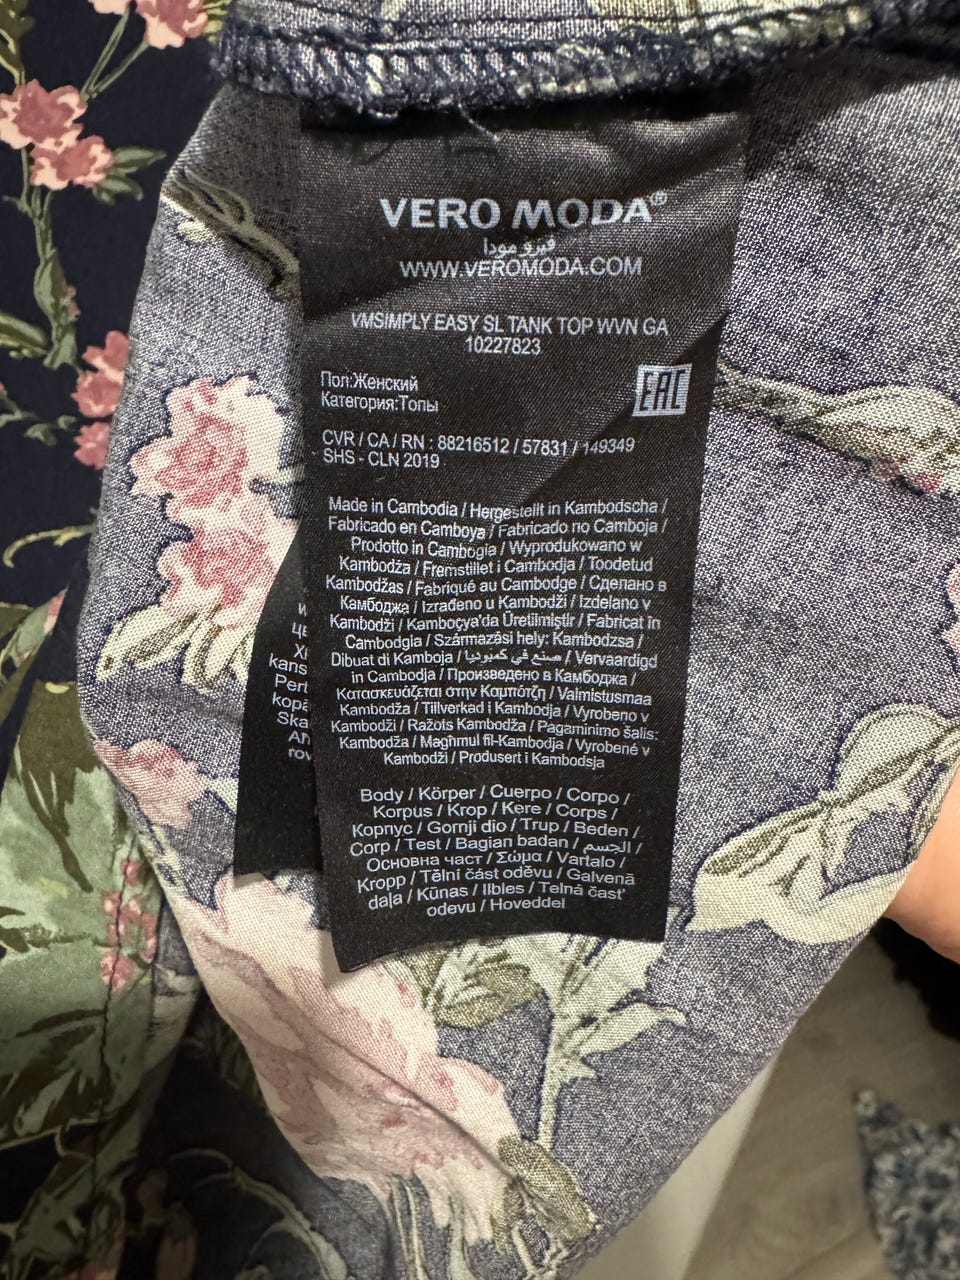 VERO MODA®
فيرو مودا
WWW.VEROMODA.COM
VMSIMPLY EASY SL TANK TOP WVN GA
10227823
Пол:Женский
Категория:Топы
EAC
CVR / CA / RN : 88216512 / 57831 / 149349
SHS - CLN 2019
Made in Cambodia / Hergestellt in Kambodscha /
Fabricado en Camboya / Fabricado no Camboja /
Prodotto in Cambogia / Wyprodukowano w
Kambodża / Fremstillet i Cambodja / Toodetud
Kambodžas / Fabriqué au Cambodge / Сделано в
Камбоджа / Izrađeno u Kambodži / Izdelano v
Kambodži / Kamboçya'da Üretilmiştir / Fabricat în
Cambodgia / Származási hely: Kambodzsa /
Dibuat di Kamboja / صنع في كمبوديا / Vervaardigd
in Cambodja / Произведено в Камбоджа /
Κατασκευάζεται στην Καμπότζη / Valmistusmaa
Kambodža / Tillverkad i Kambodja / Vyrobeno v
Kambodži / Ražots Kambodža / Pagaminimo šalis:
Kambodža / Magħmul fil-Kambodja / Vyrobené v
Kambodži / Produsert i Kambodsja
Body / Körper / Cuerpo / Corpo /
Korpus / Krop / Kere / Corps /
Корпус / Gornji dio / Trup / Beden /
Corp / Test / Bagian badan / الجسم /
Основна част / Σώμα / Vartalo /
Kropp / Tělní část oděvu / Galvenā
daļa / Kūnas / Ilbies / Telná časť
odevu / Hoveddel
kans
Pert
kopā
Ska